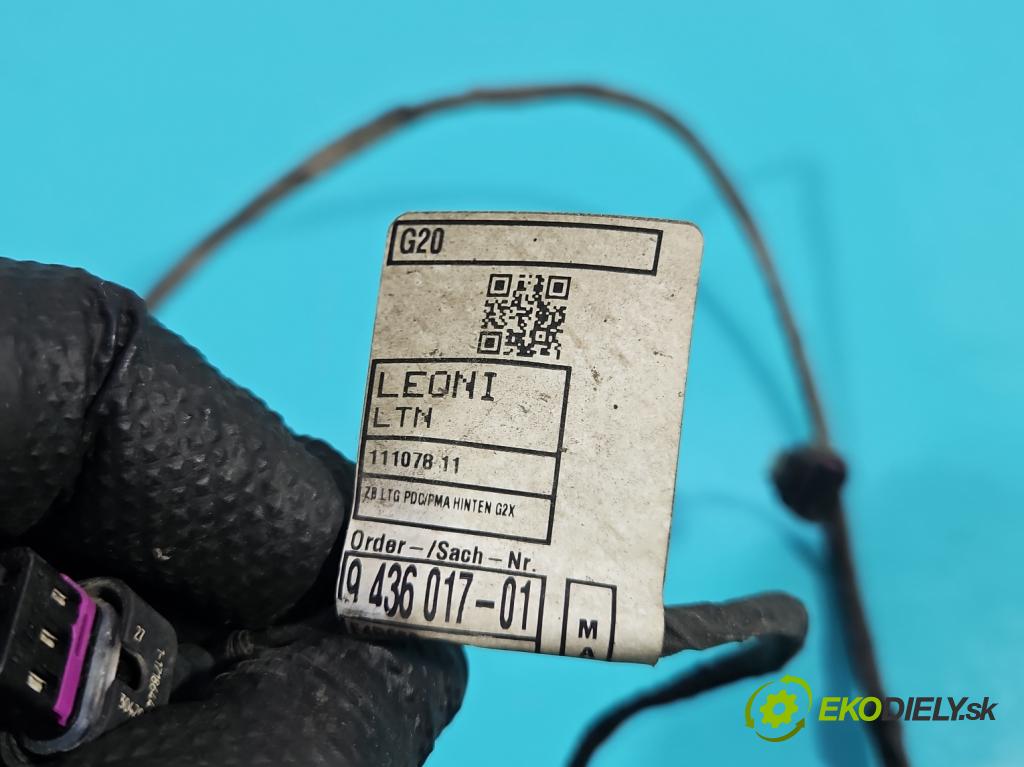 G20
LEONI
LTN
111078 11
ZB LTG PDC/PMA HINTEN G2X
Order-/Sach-Nr.
9 436 017-01
M
27
EKODIELY.sk